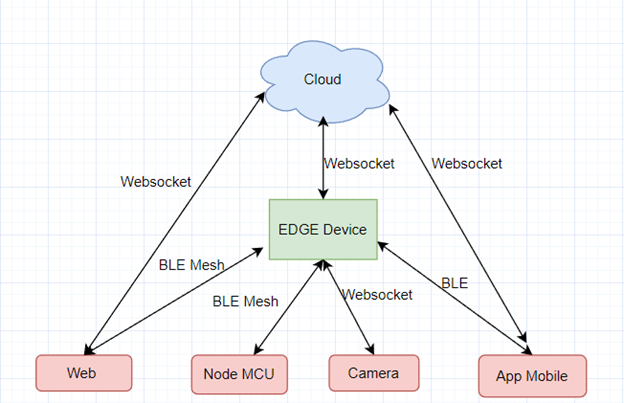 Cloud
Websocket
Websocket
Websocket
EDGE Device
BLE Mesh
BLE Mesh
Websocket
BLE
Web
Node MCU
Camera
App Mobile